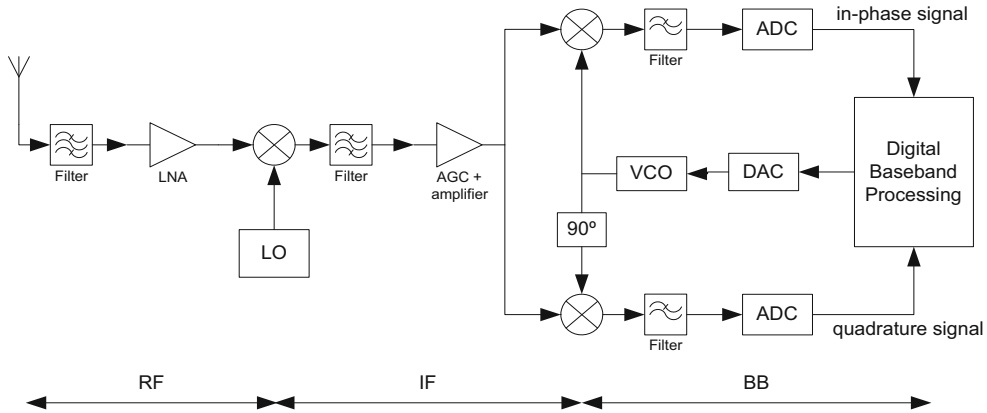 in-phase signal
ADC
Filter
Filter
LNA
Filter
AGC +
amplifier
LO
VCO
DAC
Digital
Baseband
Processing
90º
ADC
Filter
quadrature signal
RF
IF
BB